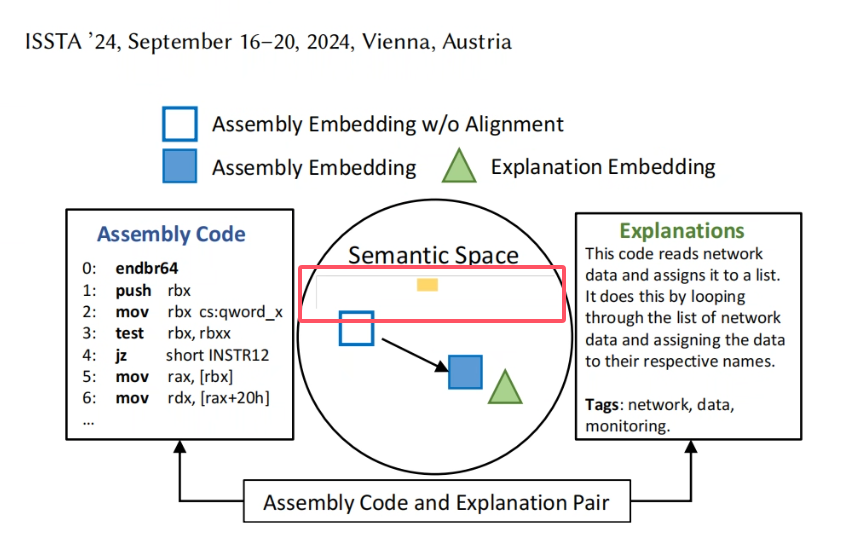 ISSTA ’24, September 16–20, 2024, Vienna, Austria
Assembly Embedding w/o Alignment
Assembly Embedding
Explanation Embedding
Assembly Code
0: endbr64
1: push rbx
2: mov rbx cs:qword_x
3: test rbx, rbxx
4: jz short INSTR12
5: mov rax, [rbx]
6: mov rdx, [rax+20h]
...
Semantic Space
Explanations
This code reads network
data and assigns it to a list.
It does this by looping
through the list of network
data and assigning the data
to their respective names.
Tags: network, data,
monitoring.
Assembly Code and Explanation Pair